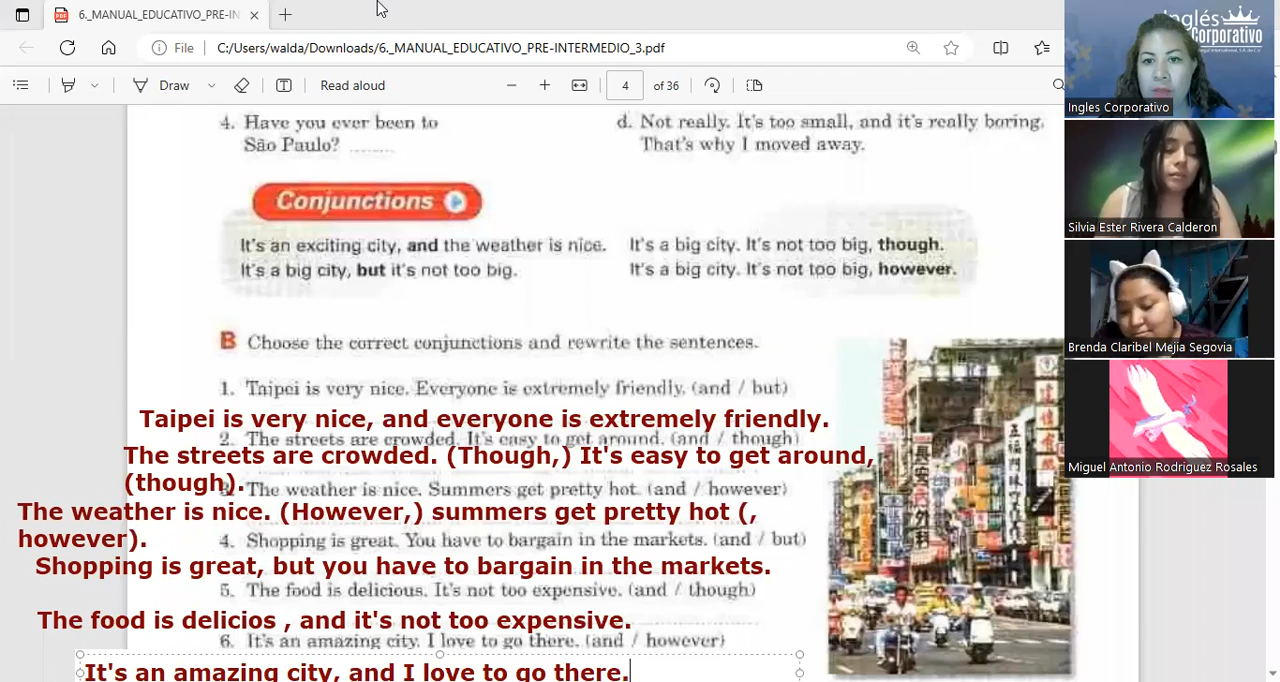 6._MANUAL_EDUCATIVO_PRE-IN
File C:/Users/walda/Downloads/6._MANUAL_EDUCATIVO_PRE-INTERMEDIO_3.pdf
Draw Read aloud 4 of 36
4. Have you ever been to São Paulo? ........
d. Not really. It's too small, and it's really boring.
That's why I moved away.
Conjunctions
It's an exciting city, and the weather is nice.
It's a big city, but it's not too big.
It's a big city. It's not too big, though.
It's a big city. It's not too big, however.
B Choose the correct conjunctions and rewrite the sentences.
1. Taipei is very nice. Everyone is extremely friendly. (and / but)
Taipei is very nice, and everyone is extremely friendly.
2. The streets are crowded. It's easy to get around. (and / though)
The streets are crowded. (Though,) It's easy to get around,
(though).
3. The weather is nice. Summers get pretty hot. (and / however)
The weather is nice. (However,) summers get pretty hot (,
however).
4. Shopping is great. You have to bargain in the markets. (and / but)
Shopping is great, but you have to bargain in the markets.
5. The food is delicious. It's not too expensive. (and / though)
The food is delicios , and it's not too expensive.
6. It's an amazing city. I love to go there. (and / however)
It's an amazing city, and I love to go there.
Inglés
Corporativo
Ingles Corporativo
Silvia Ester Rivera Calderon
Brenda Claribel Mejía Segovia
Miguel Antonio Rodriguez Rosales